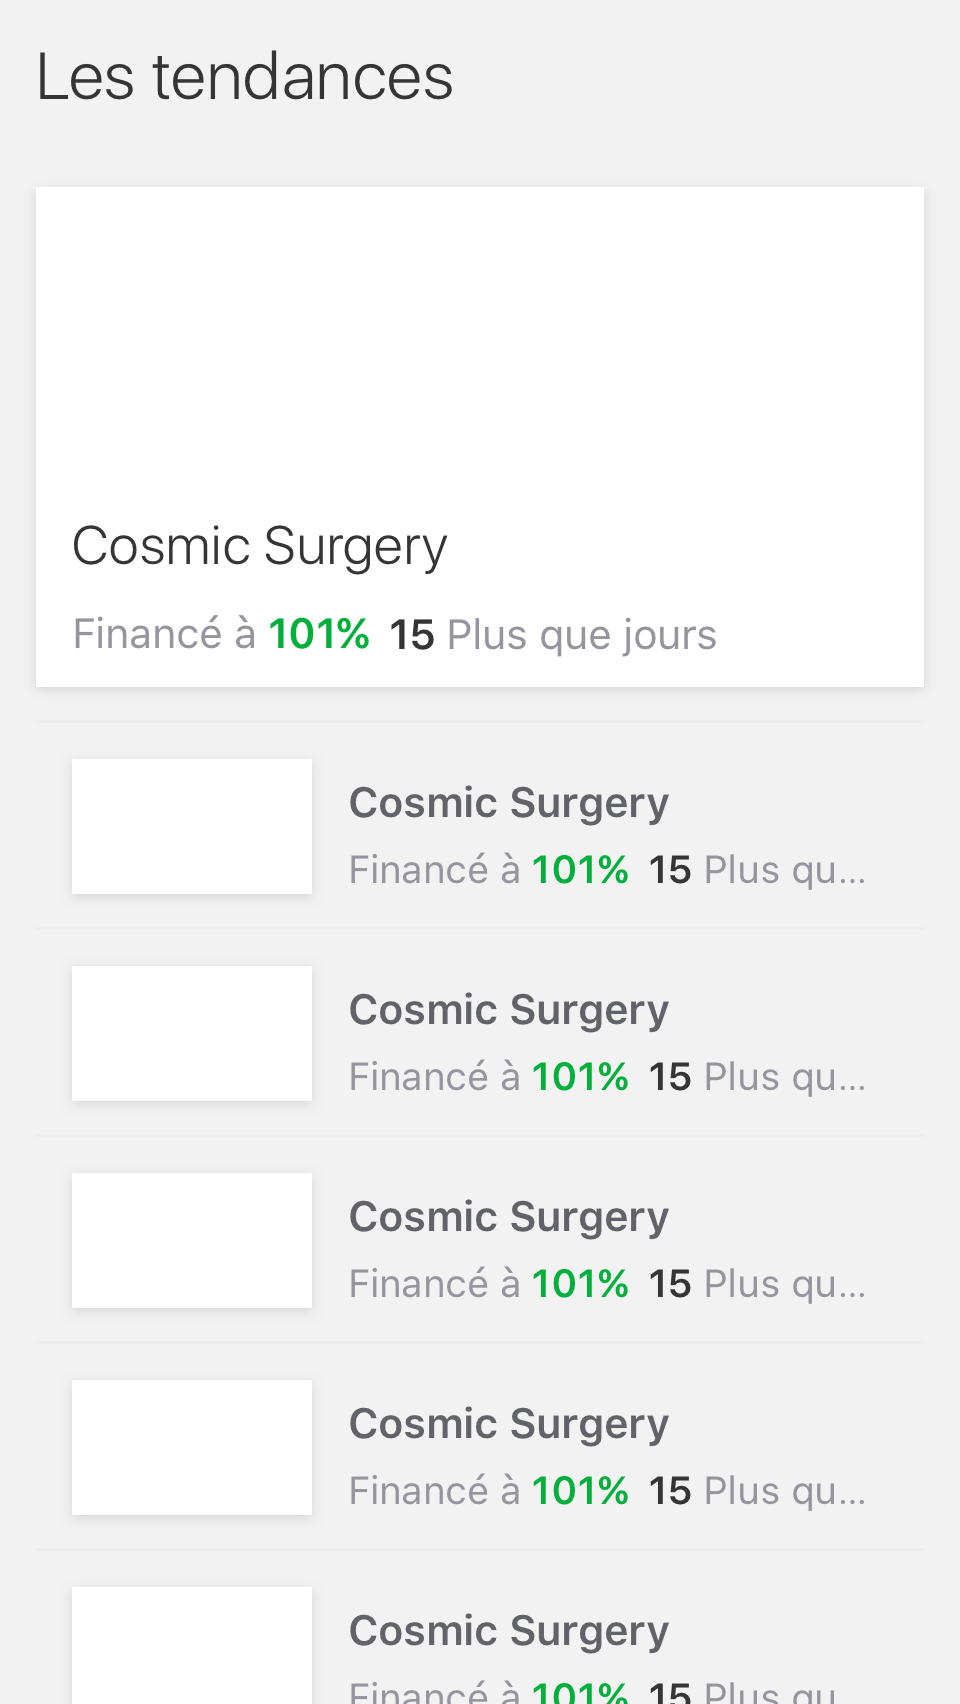 Les tendances
Cosmic Surgery
Financé à 101% 15 Plus que jours
Cosmic Surgery
Financé à 101% 15 Plus qu...
Cosmic Surgery
Financé à 101% 15 Plus qu...
Cosmic Surgery
Financé à 101% 15 Plus qu...
Cosmic Surgery
Financé à 101% 15 Plus qu...
Cosmic Surgery
Financé à 101% 15 Plus qu...